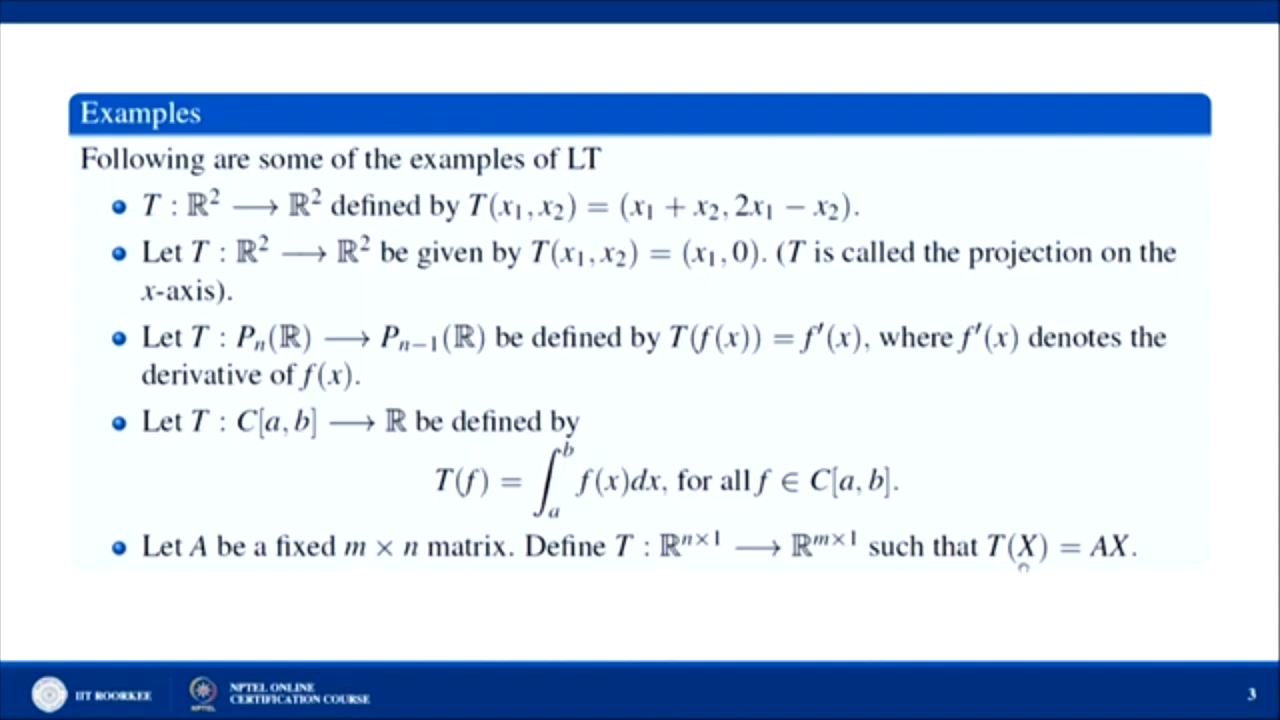 Examples
Following are some of the examples of LT
T : ℝ² ⟶ ℝ² defined by T(x₁, x₂) = (x₁ + x₂, 2x₁ − x₂).
Let T : ℝ² ⟶ ℝ² be given by T(x₁, x₂) = (x₁, 0). (T is called the projection on the
x-axis).
Let T : Pₙ(ℝ) ⟶ Pₙ₋₁(ℝ) be defined by T(f(x)) = f′(x), where f′(x) denotes the
derivative of f(x).
Let T : C[a, b] ⟶ ℝ be defined by
T(f) = ∫ₐᵇ f(x)dx, for all f ∈ C[a, b].
Let A be a fixed m × n matrix. Define T : ℝⁿˣ¹ ⟶ ℝᵐˣ¹ such that T(X) = AX.
IIT ROORKEE
NPTEL
NPTEL ONLINE
CERTIFICATION COURSE
3